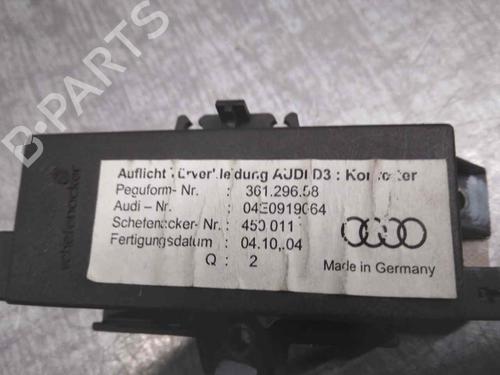 B-PARTS
schefenacker
Auflicht AUDI D3 :
Peguform- Nr. : 361.296.58
Audi – Nr. : 04E0919064
Schefenacker- Nr. : 450 011
Fertigungsdatum : 04.10.04
Q : 2
Made in Germany